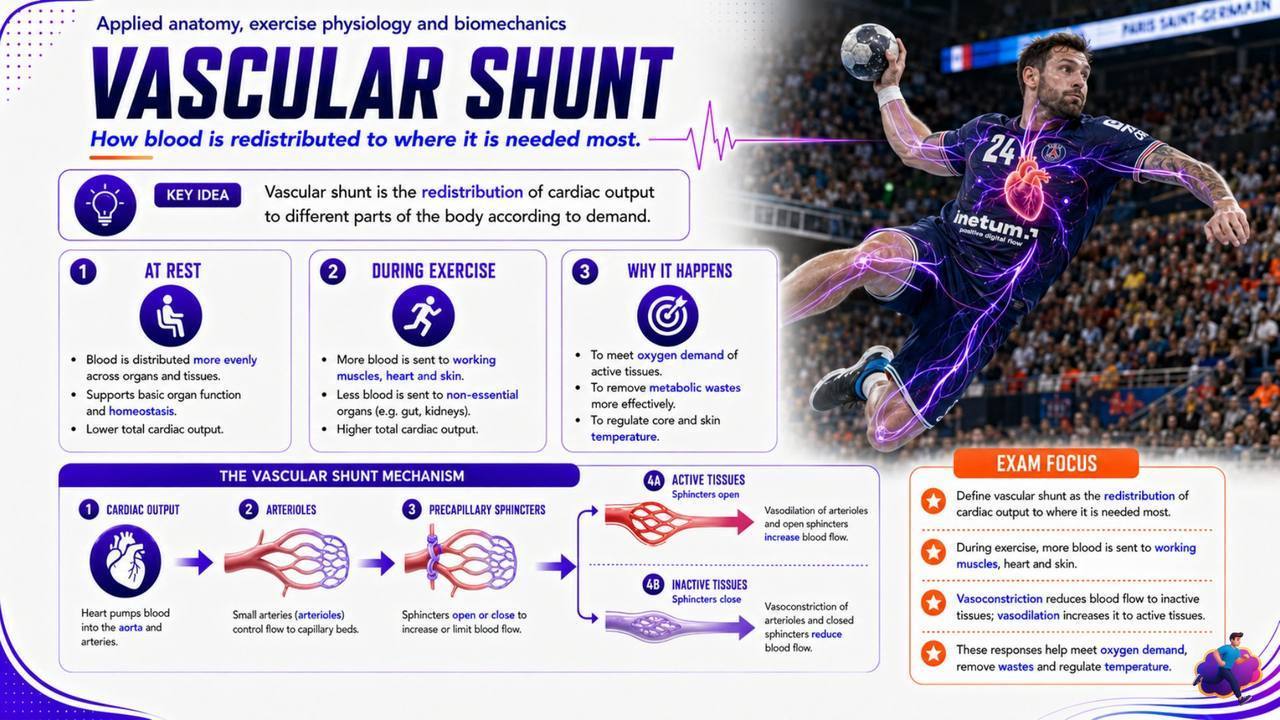 Applied anatomy, exercise physiology and biomechanics
VASCULAR SHUNT
How blood is redistributed to where it is needed most.
KEY IDEA
Vascular shunt is the redistribution of cardiac output
to different parts of the body according to demand.
1 AT REST
• Blood is distributed more evenly
across organs and tissues.
• Supports basic organ function
and homeostasis.
• Lower total cardiac output.
2 DURING EXERCISE
• More blood is sent to working
muscles, heart and skin.
• Less blood is sent to non-essential
organs (e.g. gut, kidneys).
• Higher total cardiac output.
3 WHY IT HAPPENS
• To meet oxygen demand of
active tissues.
• To remove metabolic wastes
more effectively.
• To regulate core and skin
temperature.
PARIS SAINT-GERMAIN
24
inetum.
positive digital flow
THE VASCULAR SHUNT MECHANISM
1 CARDIAC OUTPUT
Heart pumps blood
into the aorta and
arteries.
2 ARTERIOLES
Small arteries (arterioles)
control flow to capillary beds.
3 PRECAPILLARY SPHINCTERS
Sphincters open or close to
increase or limit blood flow.
4A ACTIVE TISSUES
Sphincters open
Vasodilation of arterioles
and open sphincters
increase blood flow.
4B INACTIVE TISSUES
Sphincters close
Vasoconstriction of
arterioles and closed
sphincters reduce
blood flow.
EXAM FOCUS
Define vascular shunt as the redistribution of
cardiac output to where it is needed most.
During exercise, more blood is sent to working
muscles, heart and skin.
Vasoconstriction reduces blood flow to inactive
tissues; vasodilation increases it to active tissues.
These responses help meet oxygen demand,
remove wastes and regulate temperature.